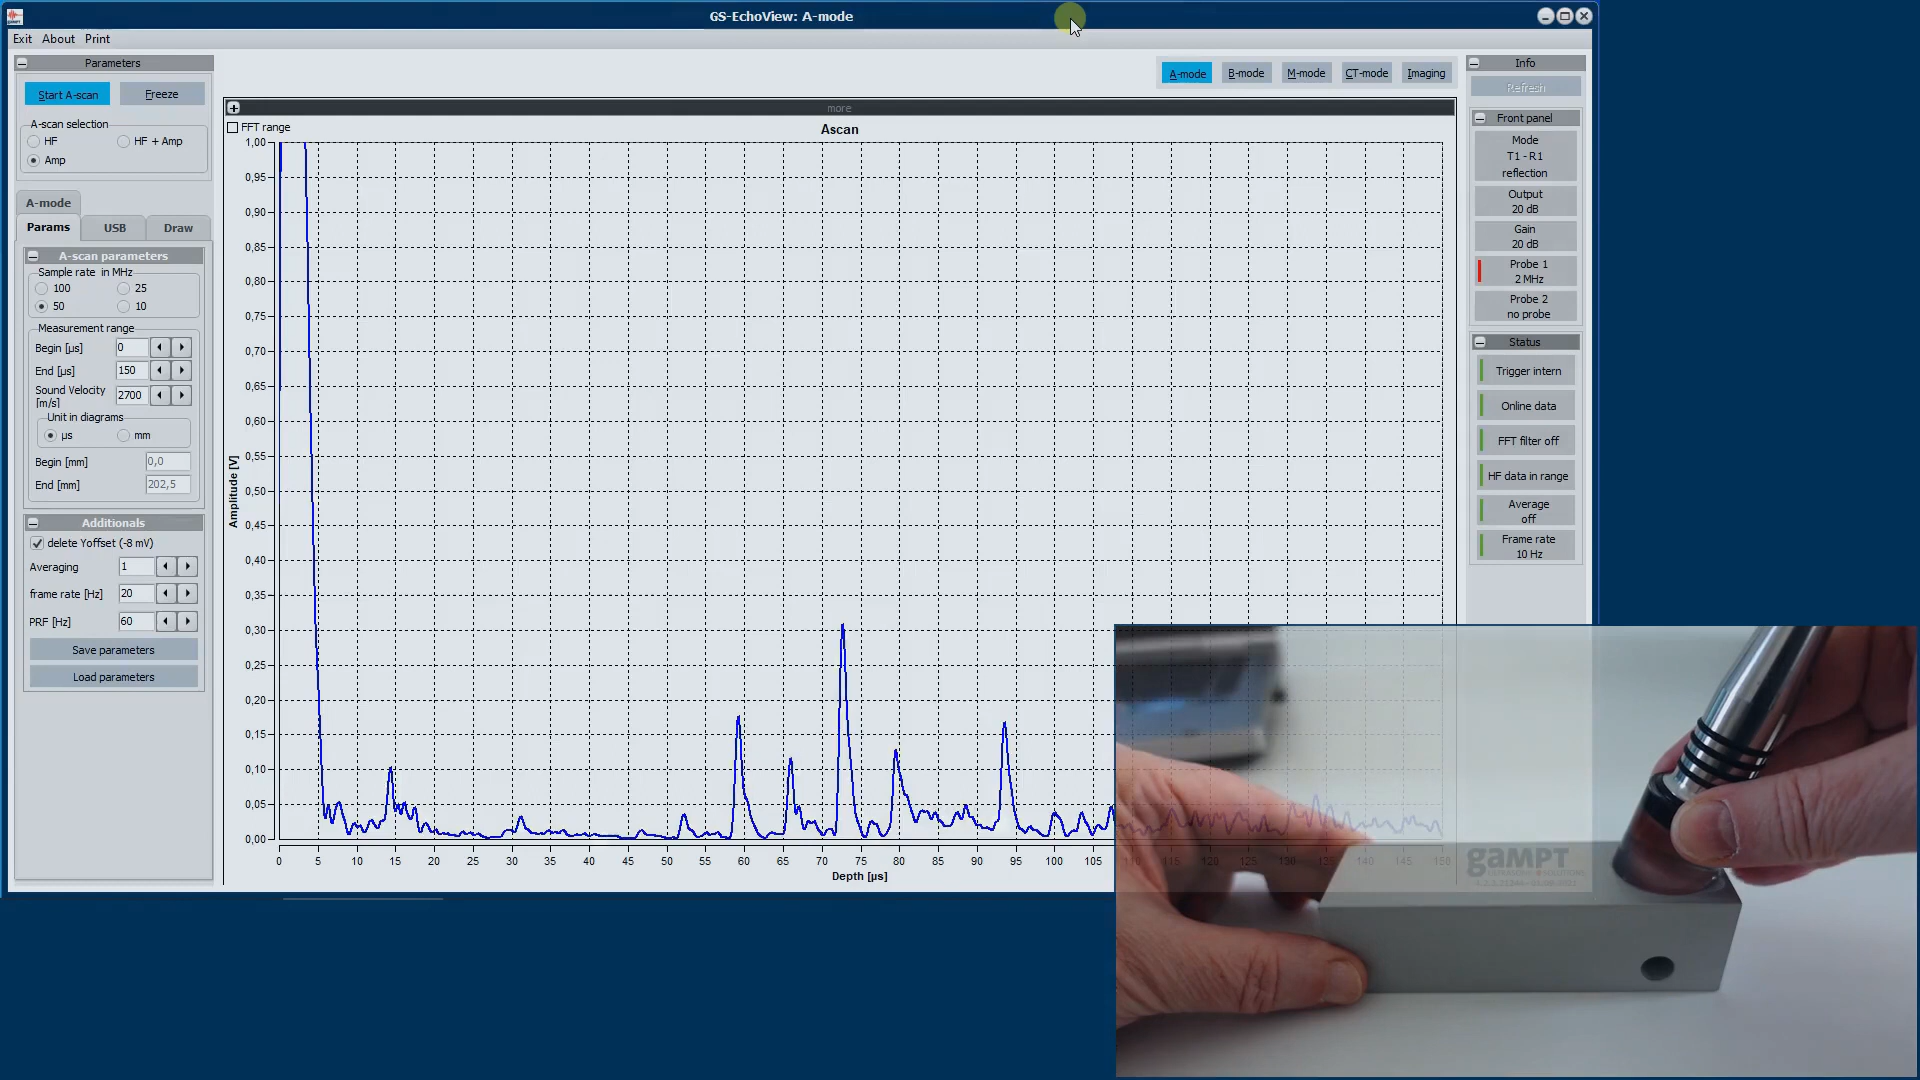 GS-EchoView: A-mode
Exit About Print
Parameters
Start A-scan Freeze
A-scan selection
HF HF + Amp
Amp
A-mode
Params USB Draw
A-scan parameters
Sample rate in MHz
100 25
50 10
Measurement range
Begin [µs] 0
End [µs] 150
Sound Velocity [m/s] 2700
Unit in diagrams
µs mm
Begin [mm] 0,0
End [mm] 202,5
Additionals
delete Yoffset (-8 mV)
Averaging 1
frame rate [Hz] 20
PRF [Hz] 60
Save parameters
Load parameters
A-mode B-mode M-mode CT-mode Imaging
more
FFT range
Ascan
1,00
0,95
0,90
0,85
0,80
0,75
0,70
0,65
0,60
0,55
0,50
0,45
0,40
0,35
0,30
0,25
0,20
0,15
0,10
0,05
0,00
Amplitude [V]
0 5 10 15 20 25 30 35 40 45 50 55 60 65 70 75 80 85 90 95 100 105 110 115 120 125 130 135 140 145
Depth [µs]
Info
Refresh
Front panel
Mode
T1 - R1
reflection
Output
20 dB
Gain
20 dB
Probe 1
2 MHz
Probe 2
no probe
Status
Trigger intern
Online data
FFT filter off
HF data in range
Average
off
Frame rate
10 Hz
GAMPT